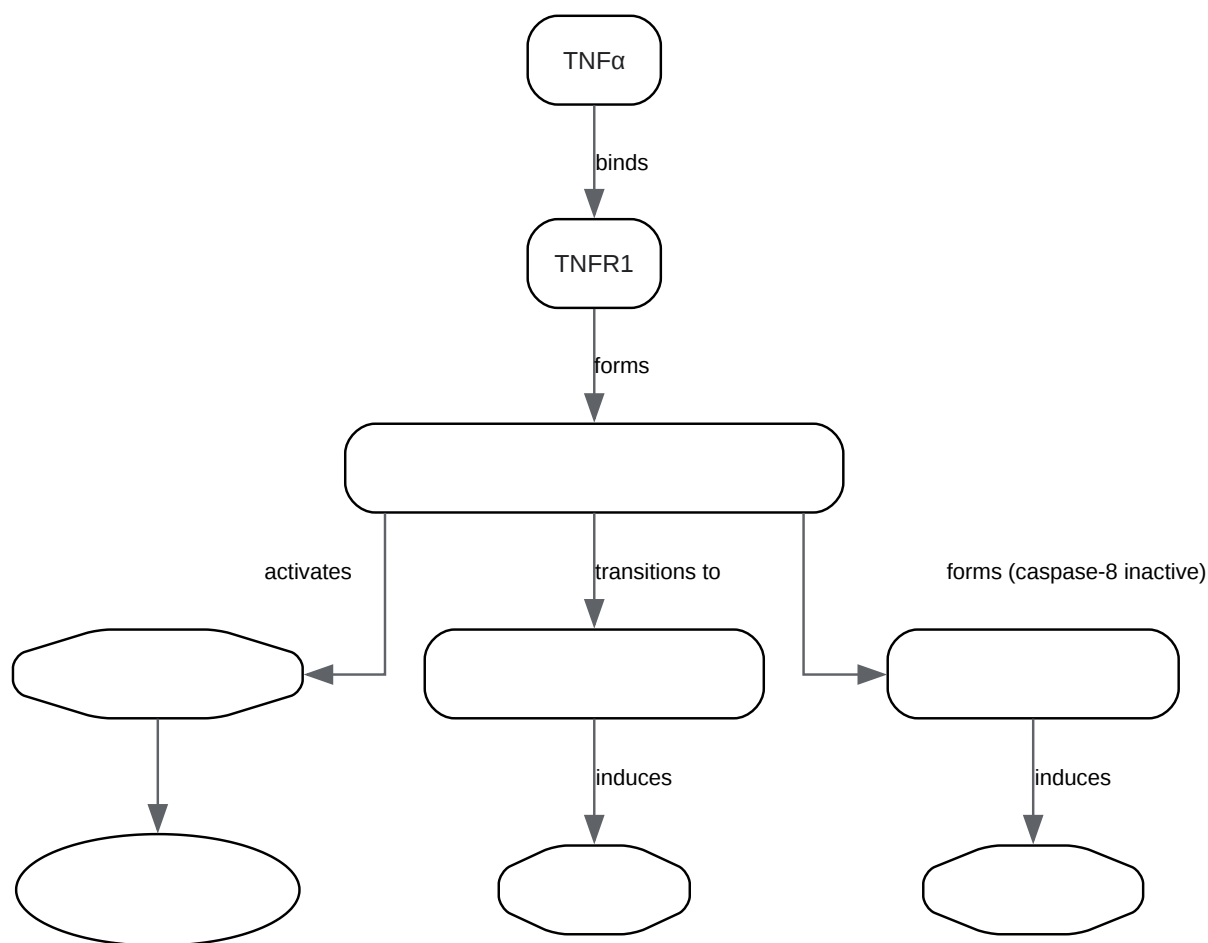 TNFα
binds
TNFR1
forms
activates
transitions to
forms (caspase-8 inactive)
induces
induces